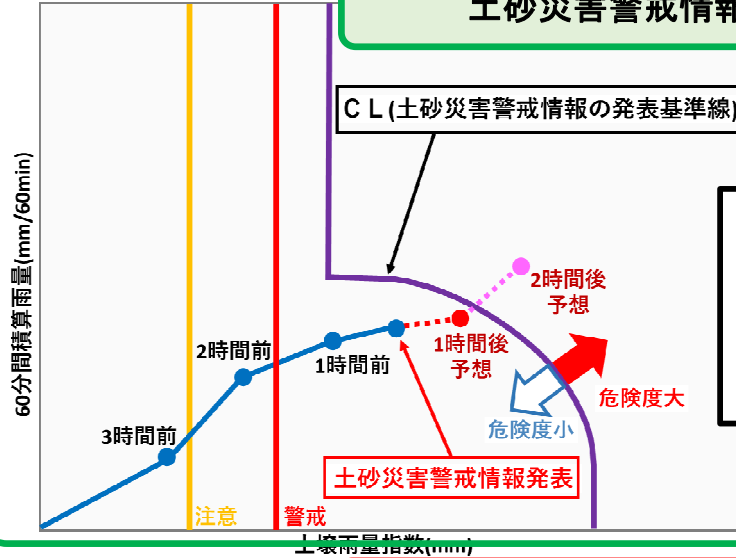 土砂災害警戒情報
ＣＬ(土砂災害警戒情報の発表基準線)
60分間積算雨量(mm/60min)
2時間後
予想
2時間前
1時間後
予想
1時間前
危険度大
危険度小
3時間前
土砂災害警戒情報発表
注意
警戒
土壌雨量指数(mm)